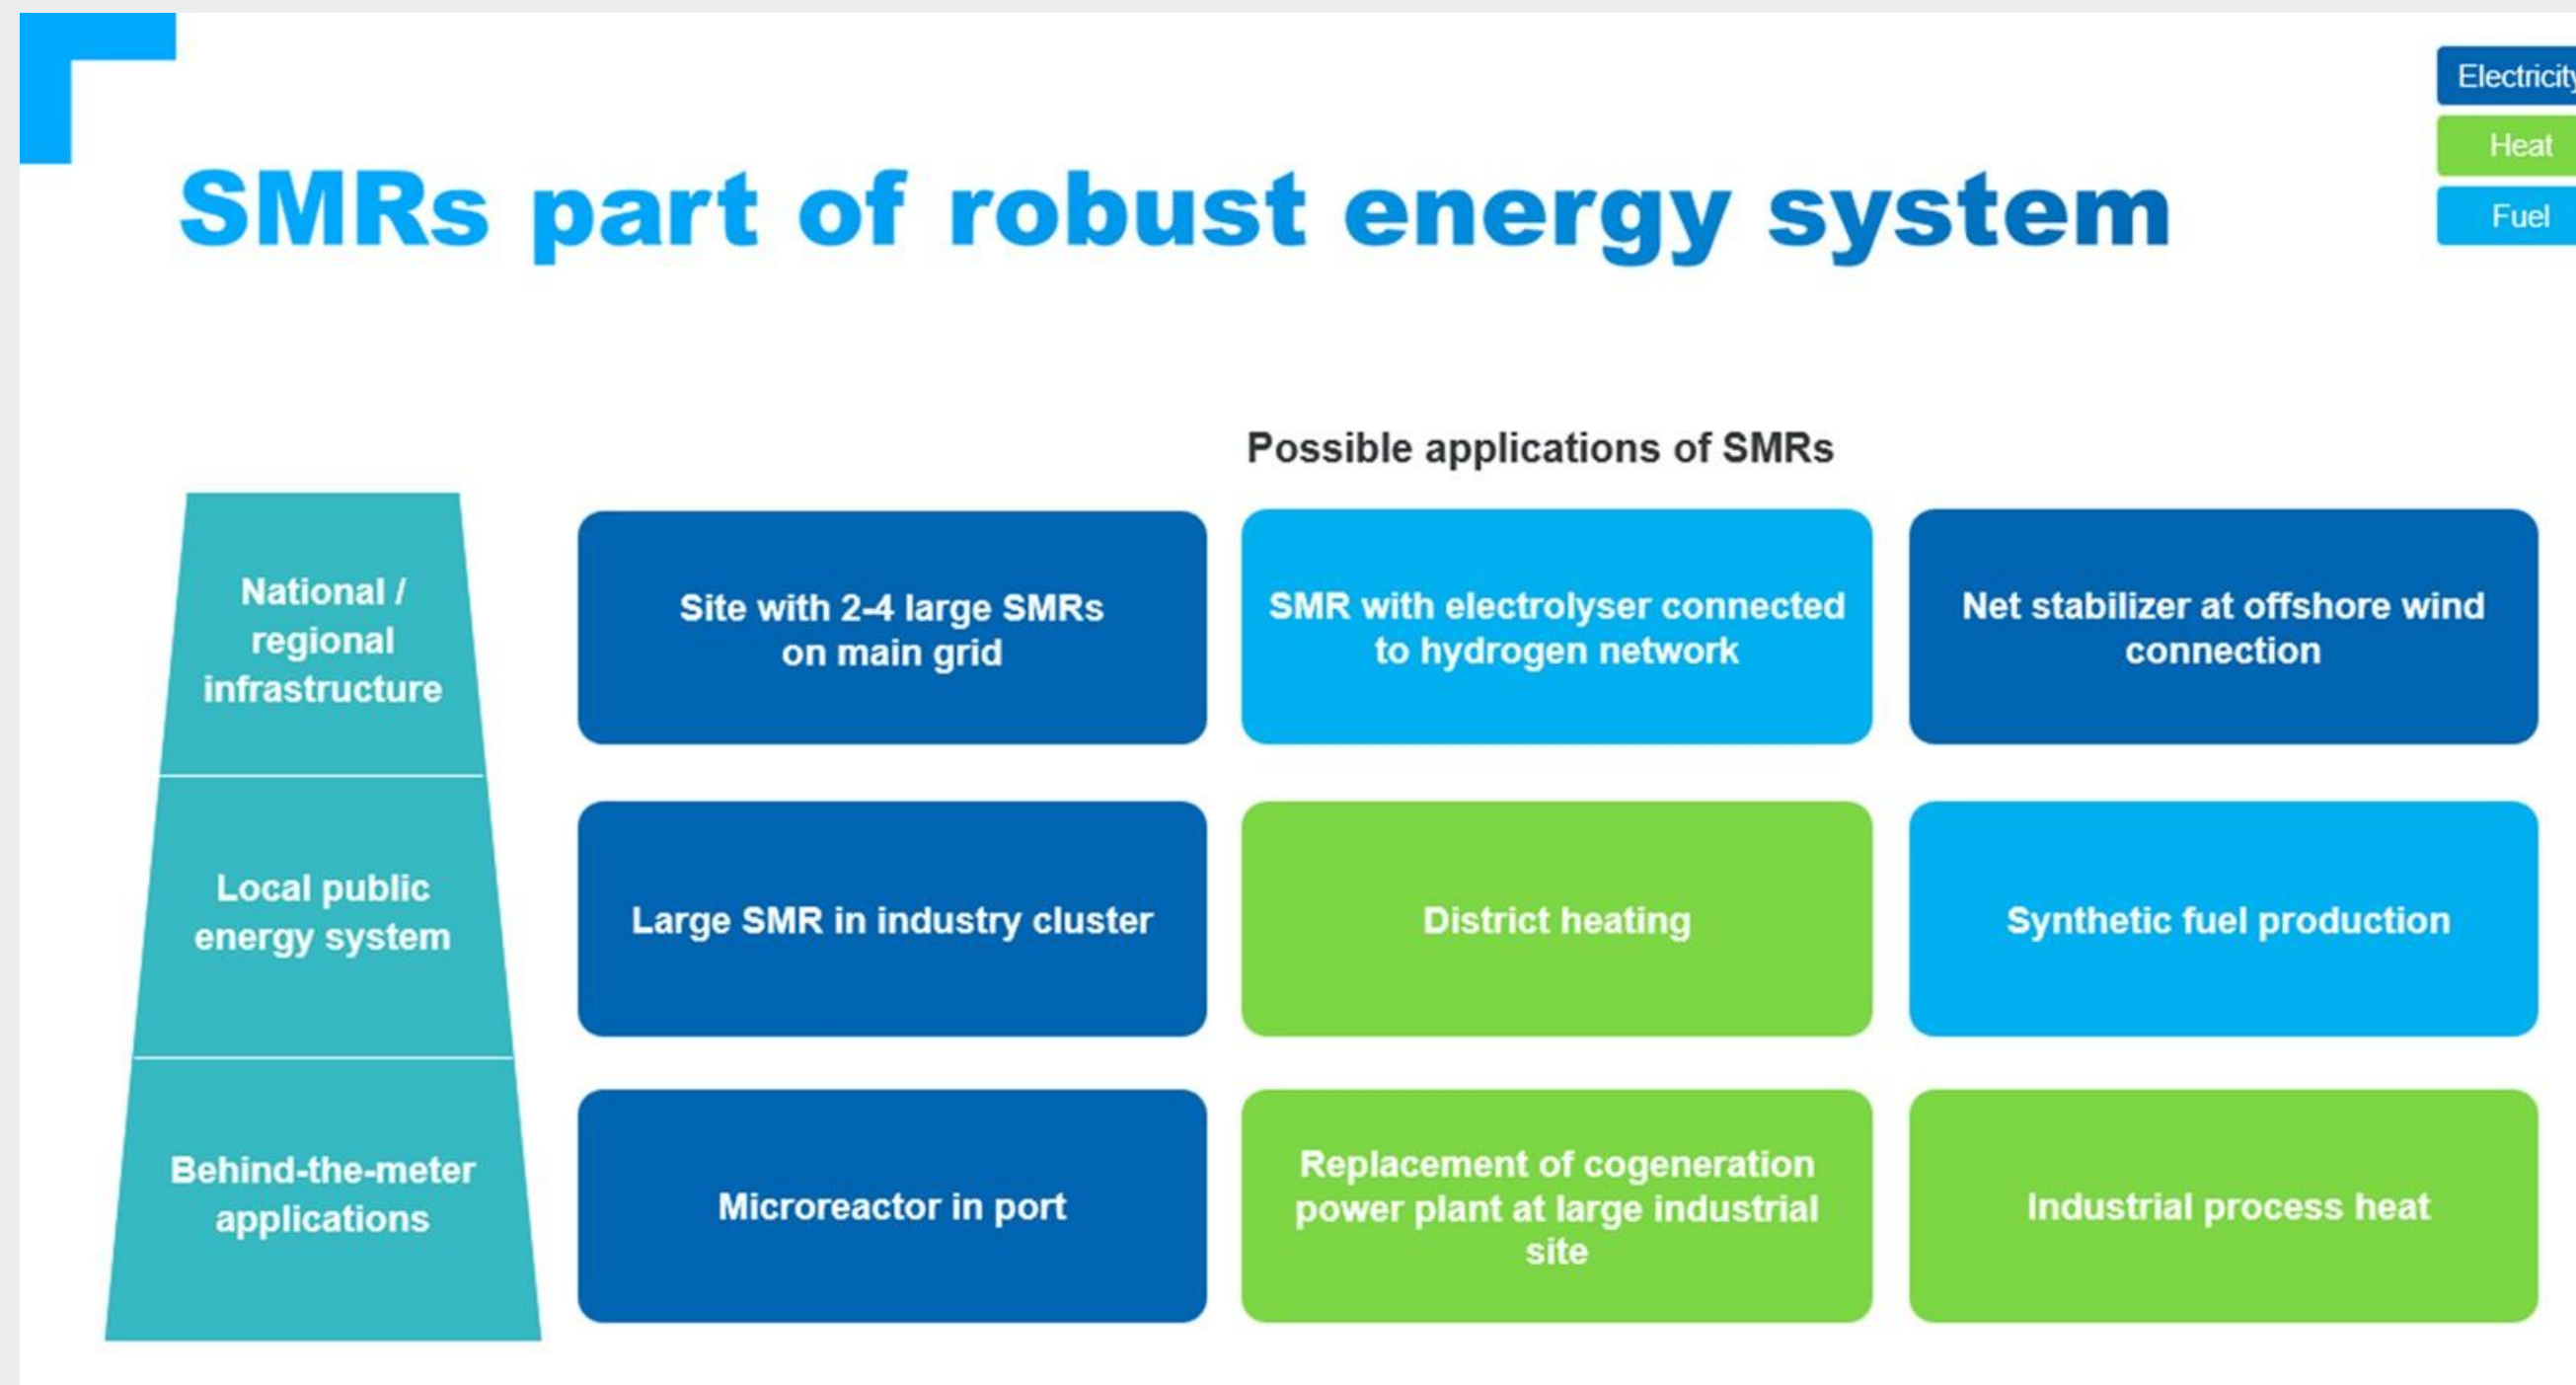 Electricity
Heat
Fuel
SMRs part of robust energy system
Possible applications of SMRs
National /
regional
infrastructure
Site with 2-4 large SMRs
on main grid
SMR with electrolyser connected
to hydrogen network
Net stabilizer at offshore wind
connection
Local public
energy system
Large SMR in industry cluster
District heating
Synthetic fuel production
Behind-the-meter
applications
Microreactor in port
Replacement of cogeneration
power plant at large industrial
site
Industrial process heat